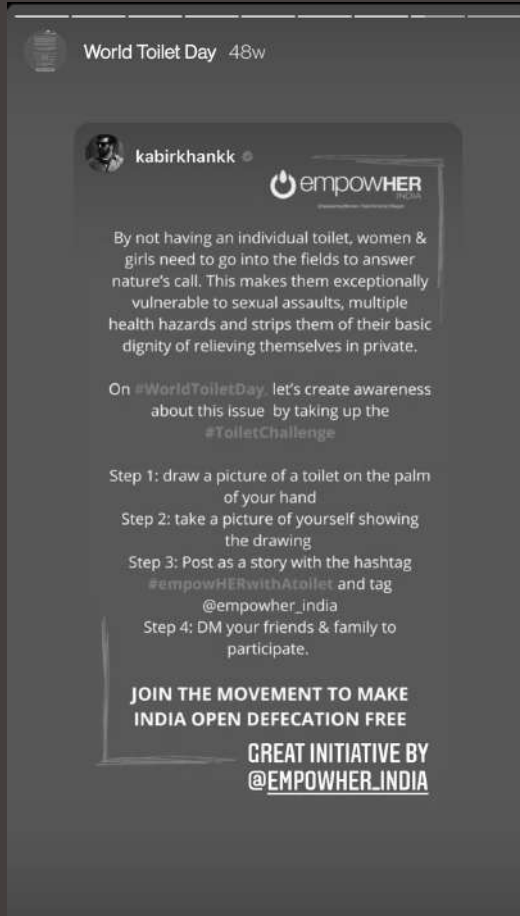 World Toilet Day 48w
kabirkhankk
empowHER
INDIA
By not having an individual toilet, women &
girls need to go into the fields to answer
nature's call. This makes them exceptionally
vulnerable to sexual assaults, multiple
health hazards and strips them of their basic
dignity of relieving themselves in private.
On #WorldToiletDay, let's create awareness
about this issue by taking up the
#ToiletChallenge
Step 1: draw a picture of a toilet on the palm
of your hand
Step 2: take a picture of yourself showing
the drawing
Step 3: Post as a story with the hashtag
#empowHERwithAtoilet and tag
@empowher_india
Step 4: DM your friends & family to
participate.
JOIN THE MOVEMENT TO MAKE
INDIA OPEN DEFECATION FREE
GREAT INITIATIVE BY
@EMPOWHER_INDIA